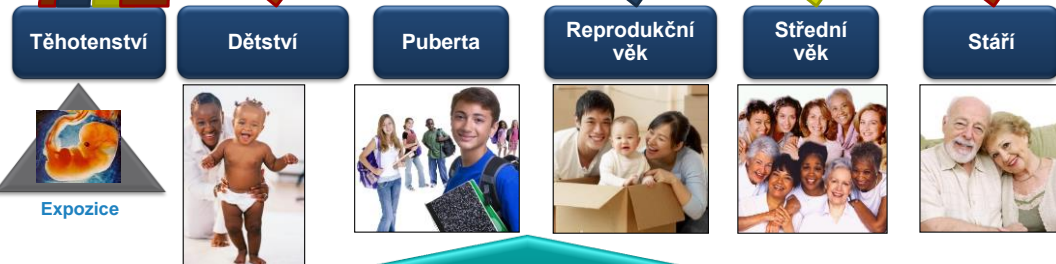 Těhotenství
Dětství
Puberta
Reprodukční
věk
Střední
věk
Stáří
Expozice